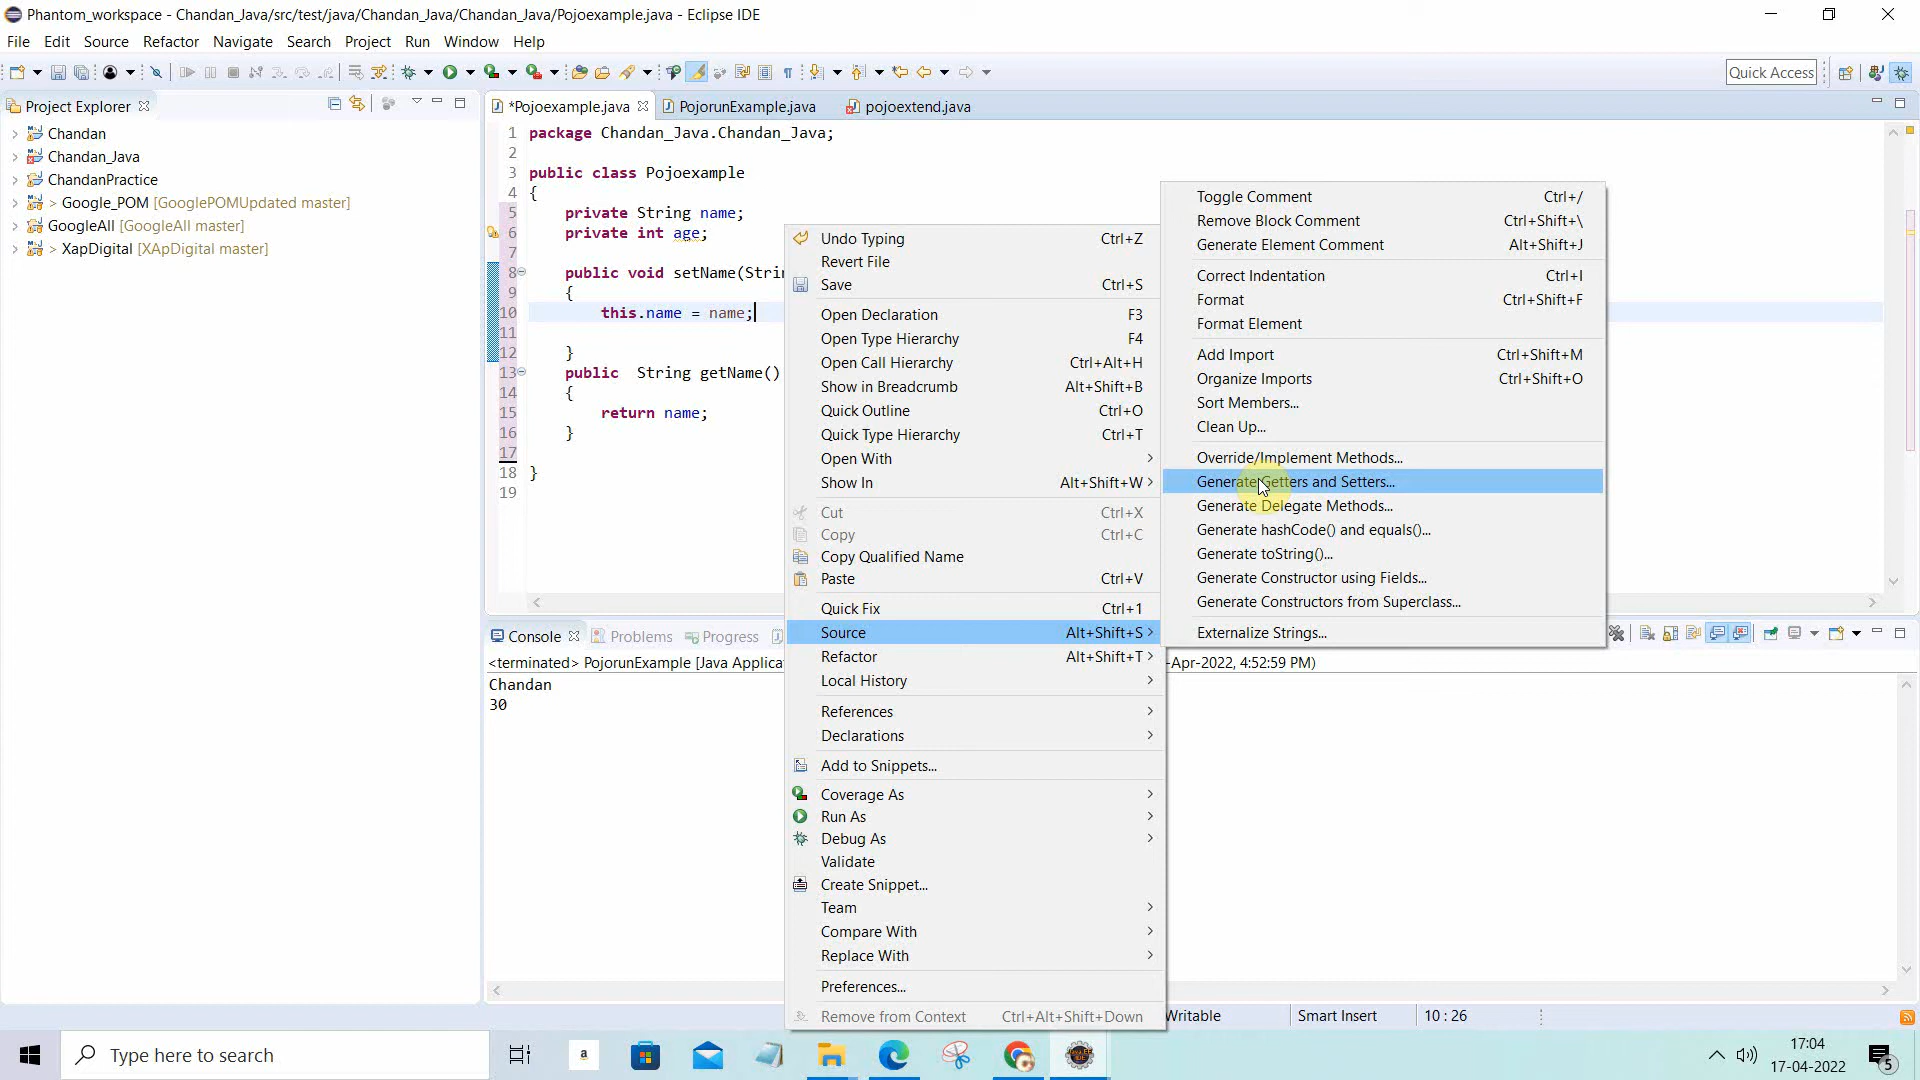 Phantom_workspace - Chandan_Java/src/test/java/Chandan_Java/Chandan_Java/Pojoexample.java - Eclipse IDE
File Edit Source Refactor Navigate Search Project Run Window Help
Quick Access
Project Explorer
Chandan
Chandan_Java
ChandanPractice
> Google_POM [GooglePOMUpdated master]
GoogleAll [GoogleAll master]
> XapDigital [XApDigital master]
*Pojoexample.java PojorunExample.java pojoextend.java
1 package Chandan_Java.Chandan_Java;
2
3 public class Pojoexample
4 {
5 private String name;
6 private int age;
7
8 public void setName(Strin
9 {
10 this.name = name;
11
12 }
13 public String getName()
14 {
15 return name;
16 }
17
18 }
19
Undo Typing Ctrl+Z
Revert File
Save Ctrl+S
Open Declaration F3
Open Type Hierarchy F4
Open Call Hierarchy Ctrl+Alt+H
Show in Breadcrumb Alt+Shift+B
Quick Outline Ctrl+O
Quick Type Hierarchy Ctrl+T
Open With
Show In Alt+Shift+W
Cut Ctrl+X
Copy Ctrl+C
Copy Qualified Name
Paste Ctrl+V
Quick Fix Ctrl+1
Source Alt+Shift+S
Refactor Alt+Shift+T
Local History
References
Declarations
Add to Snippets...
Coverage As
Run As
Debug As
Validate
Create Snippet...
Team
Compare With
Replace With
Preferences...
Remove from Context Ctrl+Alt+Shift+Down
Toggle Comment Ctrl+/
Remove Block Comment Ctrl+Shift+\
Generate Element Comment Alt+Shift+J
Correct Indentation Ctrl+I
Format Ctrl+Shift+F
Format Element
Add Import Ctrl+Shift+M
Organize Imports Ctrl+Shift+O
Sort Members...
Clean Up...
Override/Implement Methods...
Generate Getters and Setters...
Generate Delegate Methods...
Generate hashCode() and equals()...
Generate toString()...
Generate Constructor using Fields...
Generate Constructors from Superclass...
Externalize Strings...
Console Problems Progress
<terminated> PojorunExample [Java Applica
-Apr-2022, 4:52:59 PM)
Chandan
30
Writable Smart Insert 10 : 26
Type here to search
a
17:04
17-04-2022
5